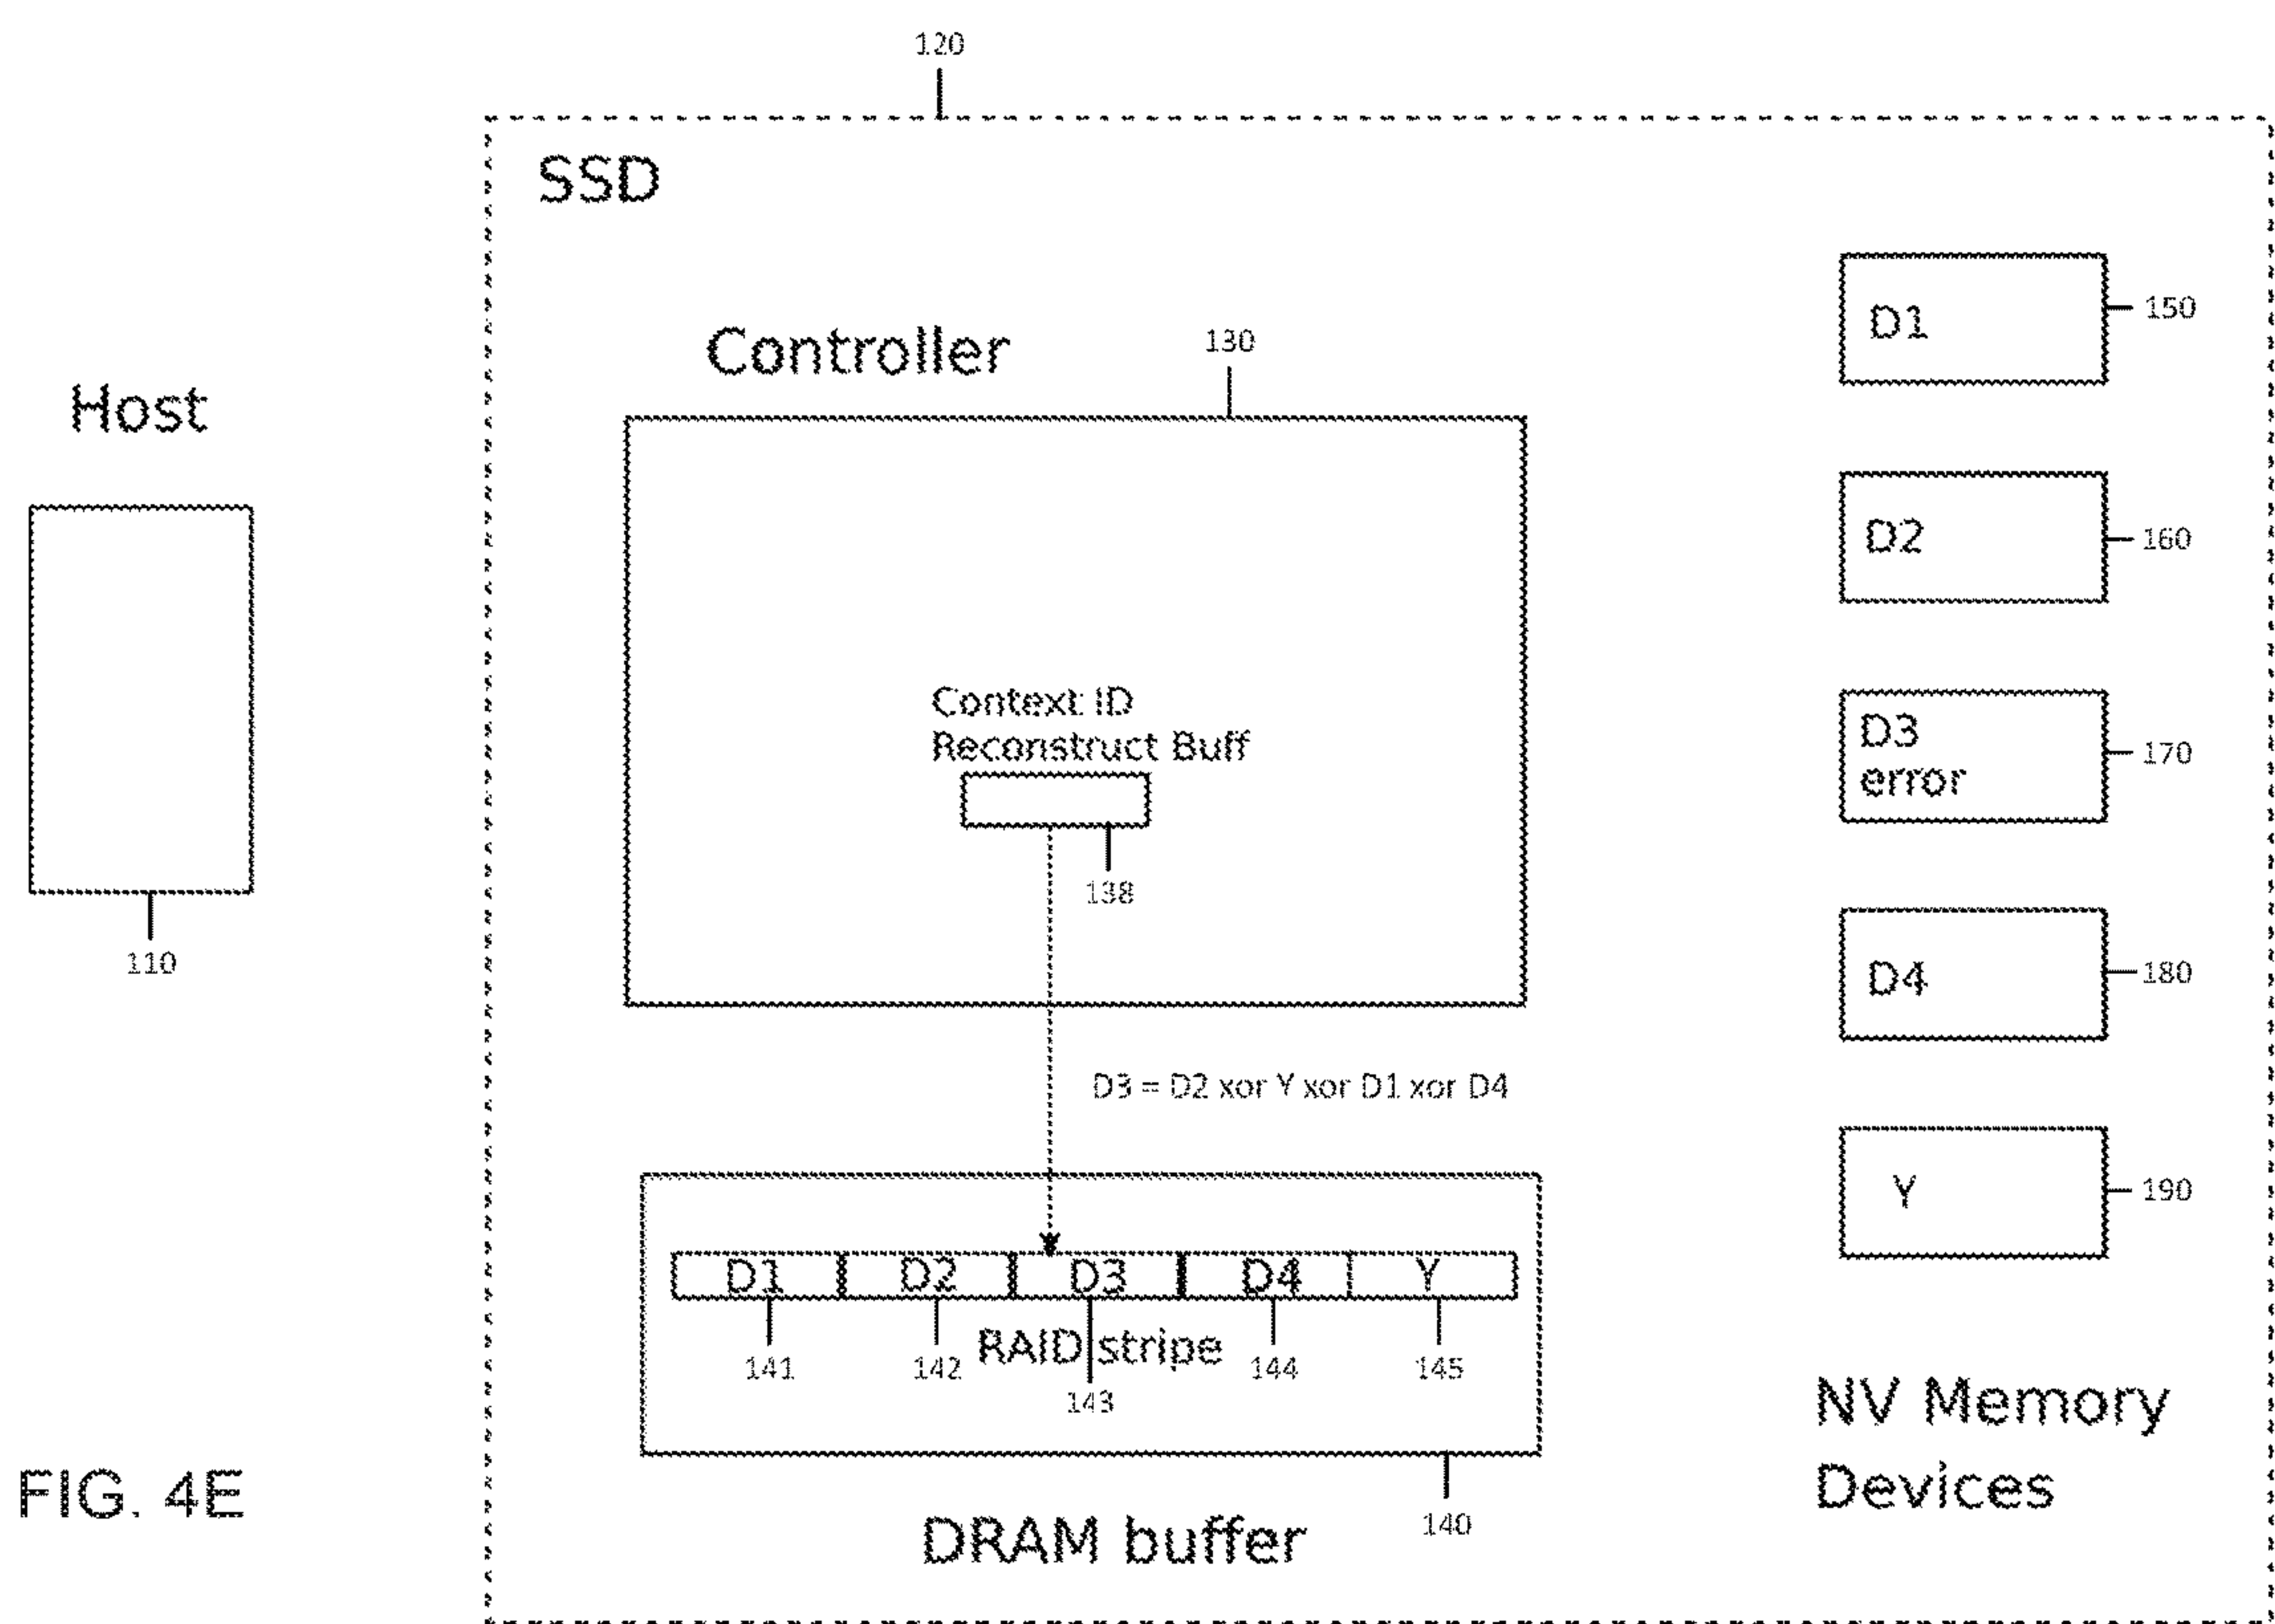 120
SSD
Controller
130
Host
110
Context ID
Reconstruct Buff
138
D3 = D2 xor Y xor D1 xor D4
D1 D2 D3 D4 Y
RAID stripe
141 142 143 144 145
140
DRAM buffer
D1
150
D2
160
D3
error
170
D4
180
Y
190
NV Memory
Devices
FIG. 4E